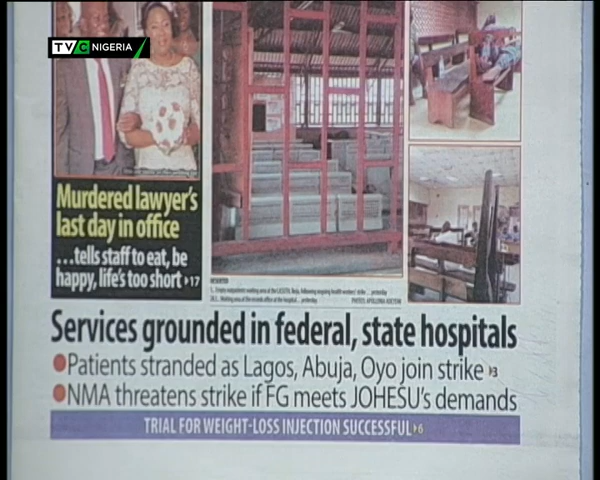 TVC NIGERIA
Murdered lawyer's
last day in office
...tells staff to eat, be
happy, life's too short 17
Services grounded in federal, state hospitals
Patients stranded as Lagos, Abuja, Oyo join strike 3
NMA threatens strike if FG meets JOHESU's demands
TRIAL FOR WEIGHT-LOSS INJECTION SUCCESSFUL 6